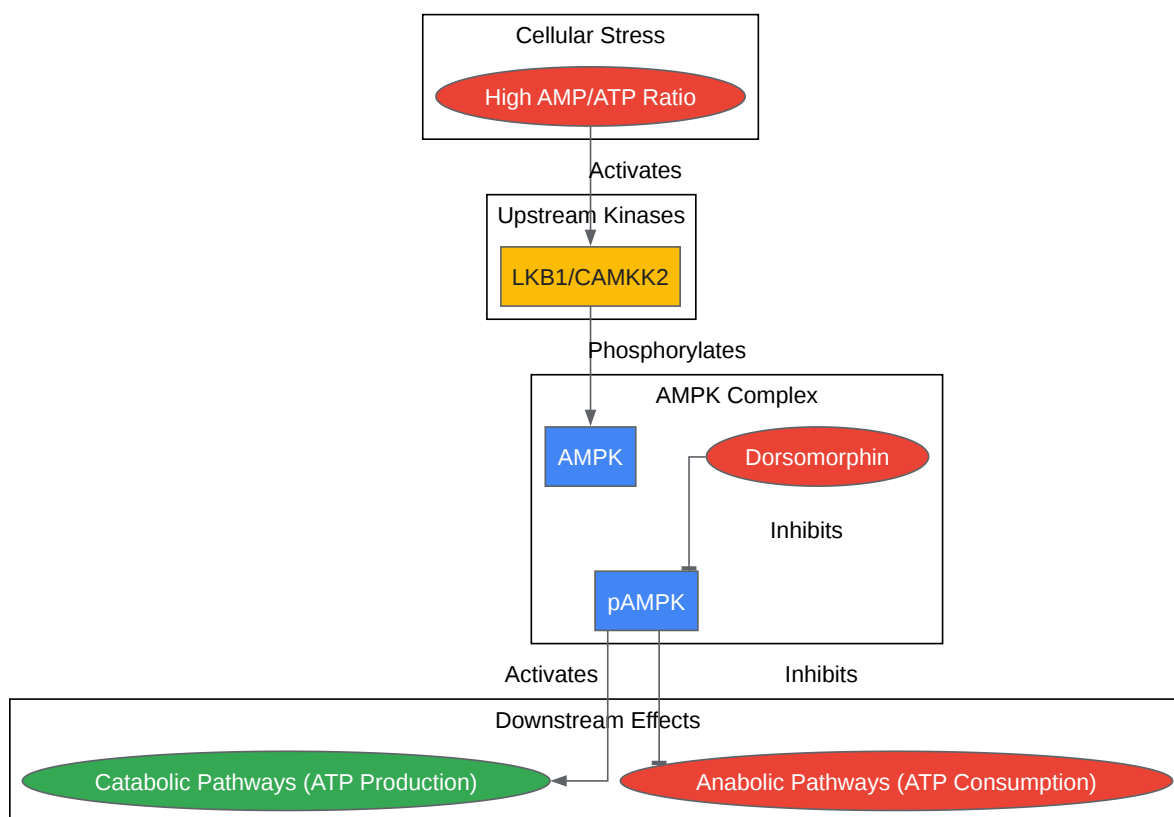 Cellular Stress
High AMP/ATP Ratio
Activates
Upstream Kinases
LKB1/CAMKK2
Phosphorylates
AMPK Complex
AMPK
Dorsomorphin
Inhibits
pAMPK
Activates
Inhibits
Downstream Effects
Catabolic Pathways (ATP Production)
Anabolic Pathways (ATP Consumption)